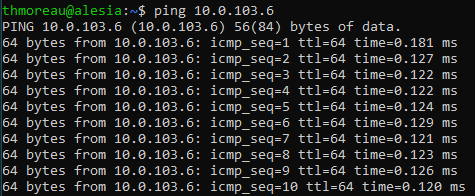 thmoreau@alesia:~$ ping 10.0.103.6
PING 10.0.103.6 (10.0.103.6) 56(84) bytes of data.
64 bytes from 10.0.103.6: icmp_seq=1 ttl=64 time=0.181 ms
64 bytes from 10.0.103.6: icmp_seq=2 ttl=64 time=0.127 ms
64 bytes from 10.0.103.6: icmp_seq=3 ttl=64 time=0.122 ms
64 bytes from 10.0.103.6: icmp_seq=4 ttl=64 time=0.122 ms
64 bytes from 10.0.103.6: icmp_seq=5 ttl=64 time=0.124 ms
64 bytes from 10.0.103.6: icmp_seq=6 ttl=64 time=0.129 ms
64 bytes from 10.0.103.6: icmp_seq=7 ttl=64 time=0.121 ms
64 bytes from 10.0.103.6: icmp_seq=8 ttl=64 time=0.123 ms
64 bytes from 10.0.103.6: icmp_seq=9 ttl=64 time=0.126 ms
64 bytes from 10.0.103.6: icmp_seq=10 ttl=64 time=0.120 ms